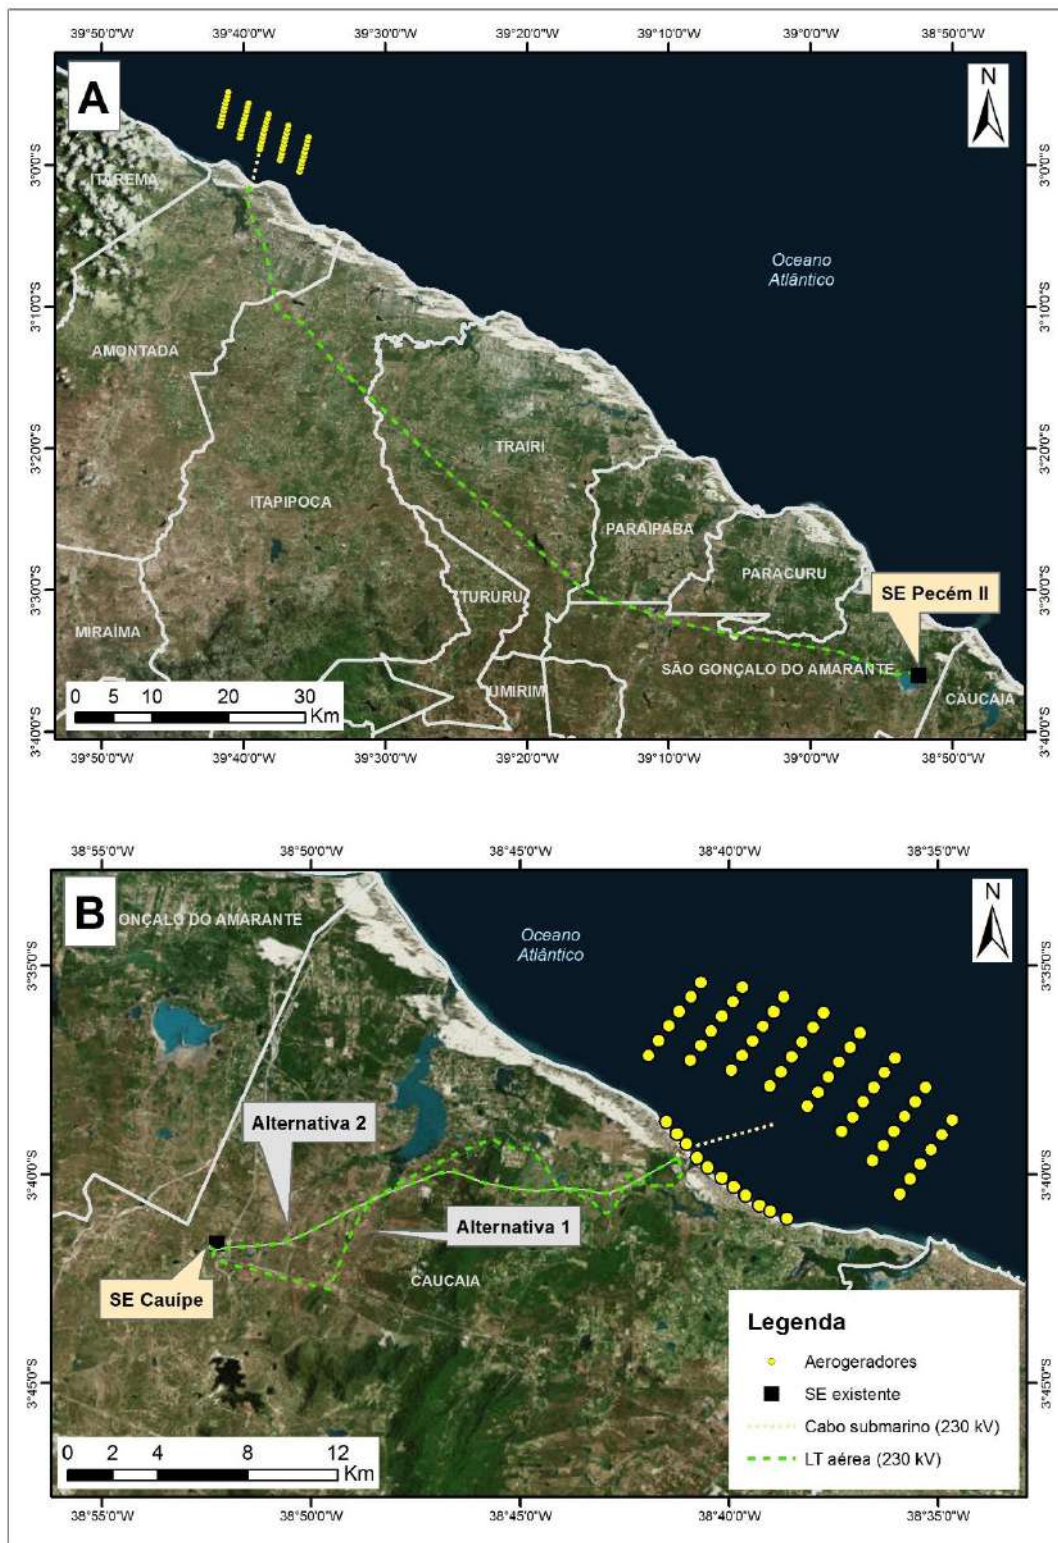 39°50'0"W 39°40'0"W 39°30'0"W 39°20'0"W 39°10'0"W 39°0'0"W 38°50'0"W
A
N
3°0'0"S
3°0'0"S
ITAREMA
Oceano
Atlântico
3°10'0"S
3°10'0"S
AMONTADA
3°20'0"S
3°20'0"S
TRAIRI
ITAPIPOCA
PARAIPABA
PARACURU
SE Pecém II
3°30'0"S
3°30'0"S
TURURU
MIRAÍMA
SÃO GONÇALO DO AMARANTE
UMIRIM
CAUCAIA
0 5 10 20 30
Km
3°40'0"S
3°40'0"S
39°50'0"W 39°40'0"W 39°30'0"W 39°20'0"W 39°10'0"W 39°0'0"W 38°50'0"W
38°55'0"W 38°50'0"W 38°45'0"W 38°40'0"W 38°35'0"W
B
N
ONÇALO DO AMARANTE
Oceano
Atlântico
3°35'0"S
3°35'0"S
Alternativa 2
3°40'0"S
3°40'0"S
Alternativa 1
CAUCAIA
SE Cauípe
Legenda
Aerogeradores
SE existente
Cabo submarino (230 kV)
LT aérea (230 kV)
3°45'0"S
3°45'0"S
0 2 4 8 12
Km
38°55'0"W 38°50'0"W 38°45'0"W 38°40'0"W 38°35'0"W